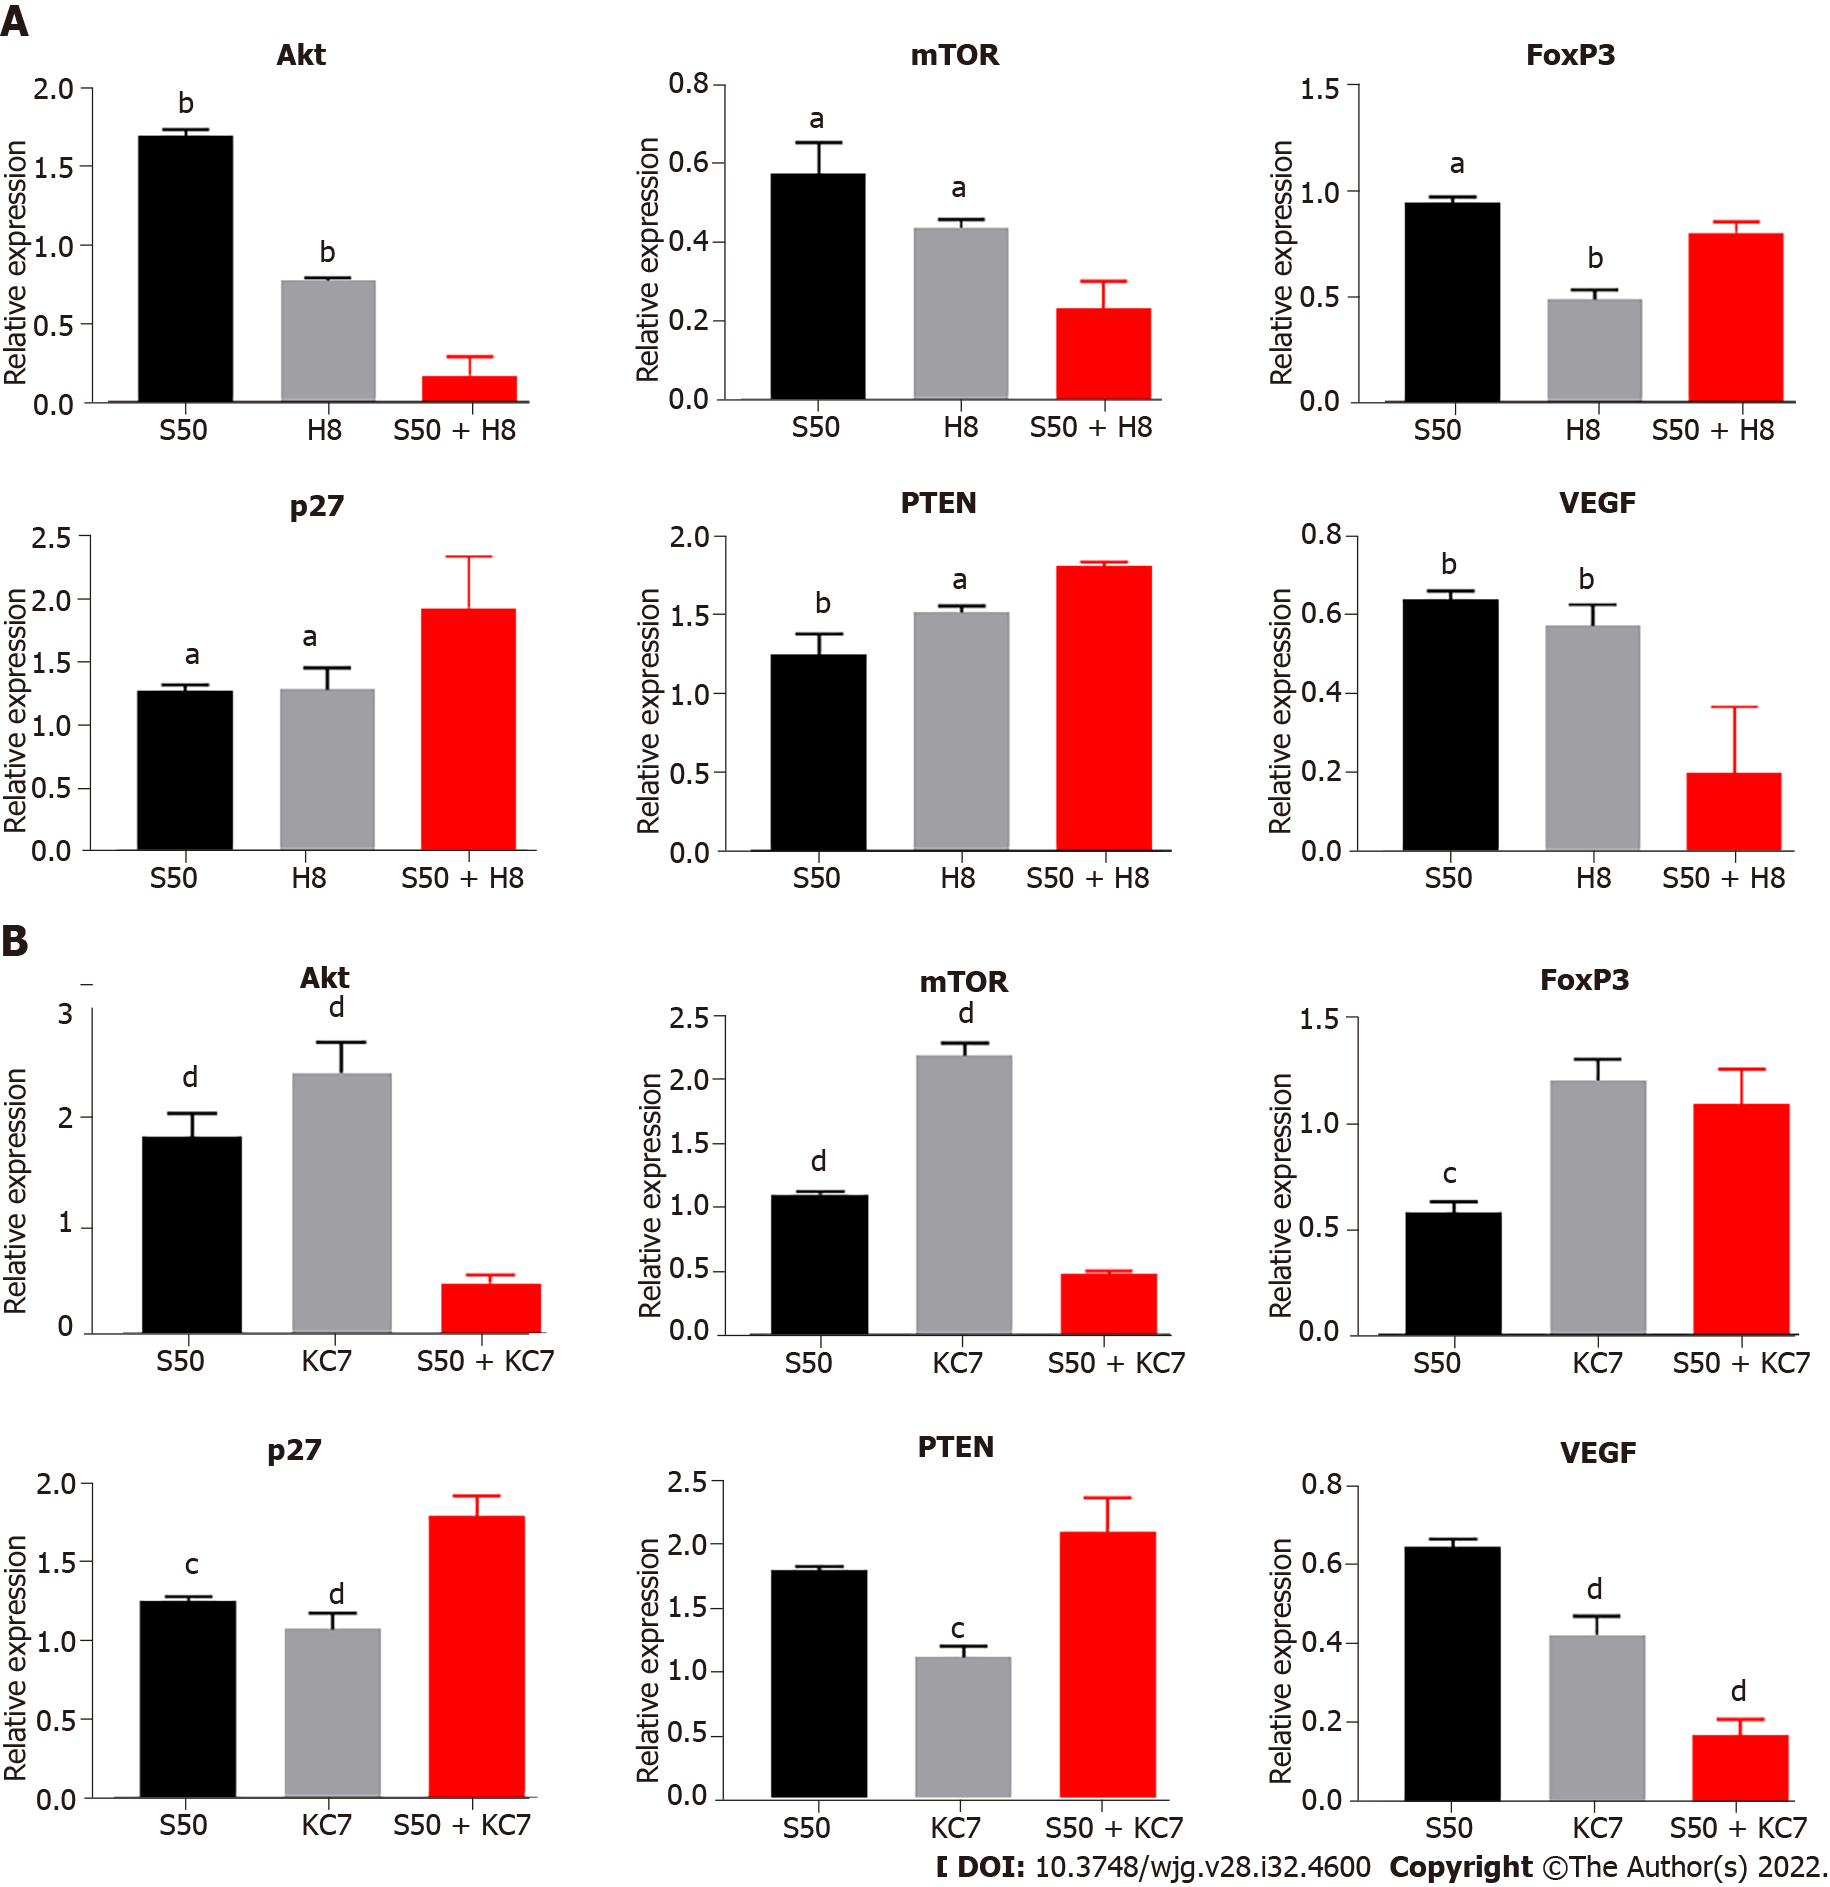 A
Akt
mTOR
FoxP3
2.0
1.5
1.0
0.5
0.0
Relative expression
b
b
S50 H8 S50 + H8
0.8
0.6
0.4
0.2
0.0
Relative expression
a
a
S50 H8 S50 + H8
1.5
1.0
0.5
0.0
Relative expression
a
b
S50 H8 S50 + H8
p27
PTEN
VEGF
2.5
2.0
1.5
1.0
0.5
0.0
Relative expression
a
a
S50 H8 S50 + H8
2.0
1.5
1.0
0.5
0.0
Relative expression
b
a
S50 H8 S50 + H8
0.8
0.6
0.4
0.2
0.0
Relative expression
b
b
S50 H8 S50 + H8
B
Akt
mTOR
FoxP3
3
2
1
0
Relative expression
d
d
S50 KC7 S50 + KC7
2.5
2.0
1.5
1.0
0.5
0.0
Relative expression
d
d
S50 KC7 S50 + KC7
1.5
1.0
0.5
0.0
Relative expression
c
S50 KC7 S50 + KC7
p27
PTEN
VEGF
2.0
1.5
1.0
0.5
0.0
Relative expression
c
d
S50 KC7 S50 + KC7
2.5
2.0
1.5
1.0
0.5
0.0
Relative expression
c
S50 KC7 S50 + KC7
0.8
0.6
0.4
0.2
0.0
Relative expression
d
d
S50 KC7 S50 + KC7
[ DOI: 10.3748/wjg.v28.i32.4600 Copyright ©The Author(s) 2022.